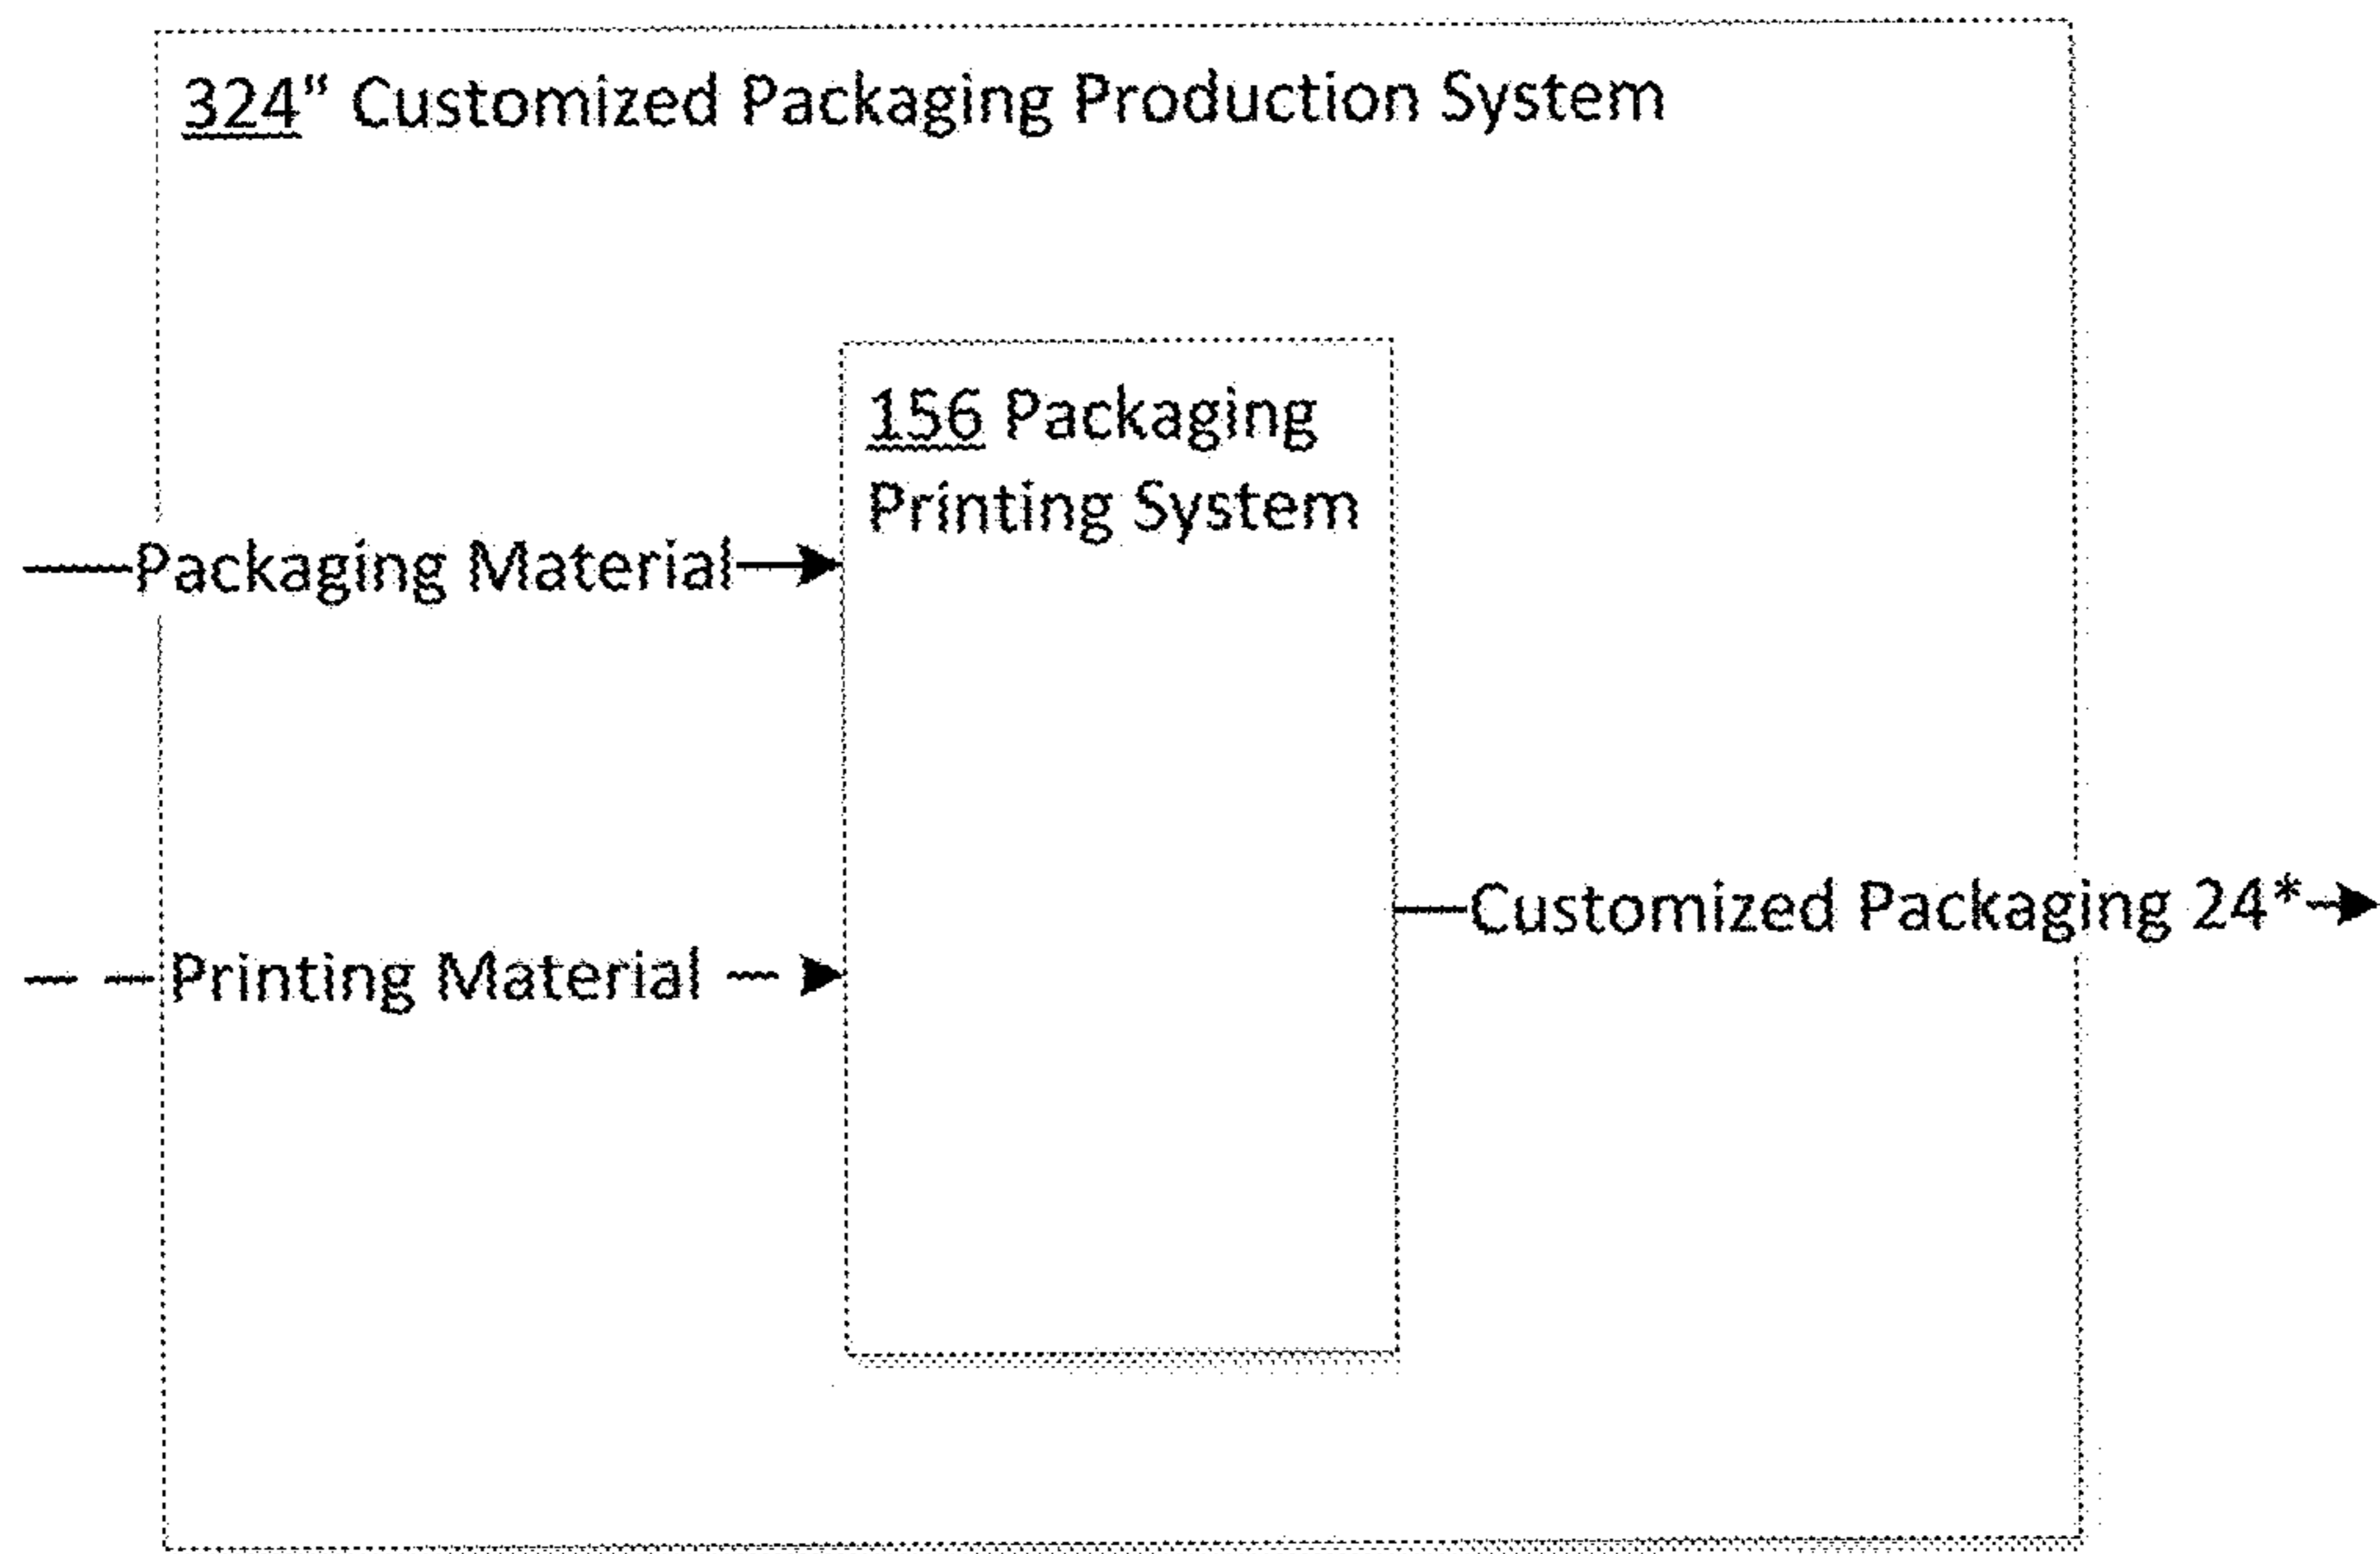 324“ Customized Packaging Production System
156 Packaging
Printing System
Packaging Material
Printing Material
Customized Packaging 24*